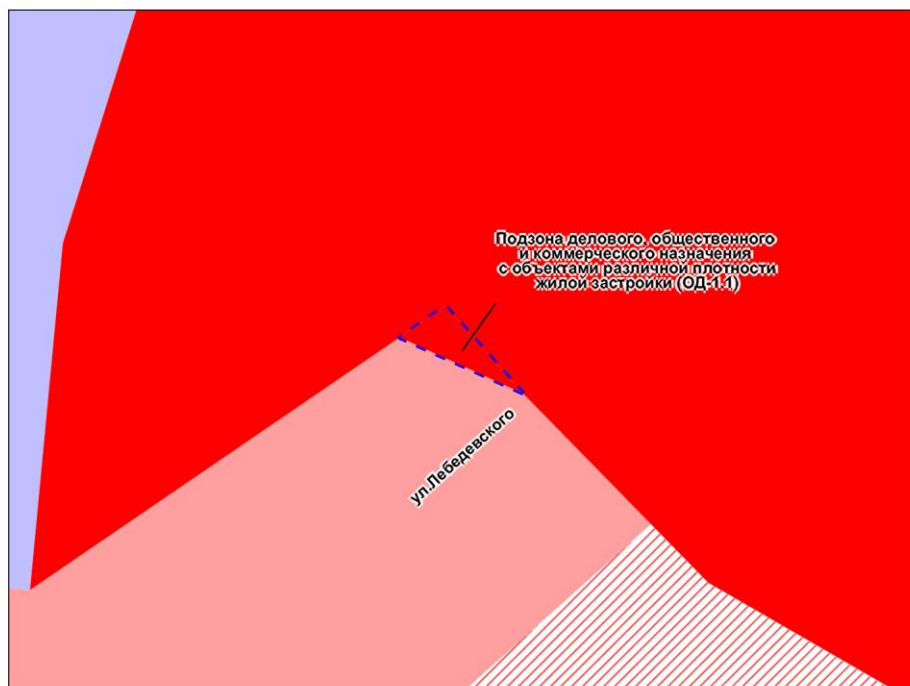 Подзона делового, общественного
и коммерческого назначения
с объектами различной плотности
жилой застройки (ОД-1.1)
ул.Лебедевского